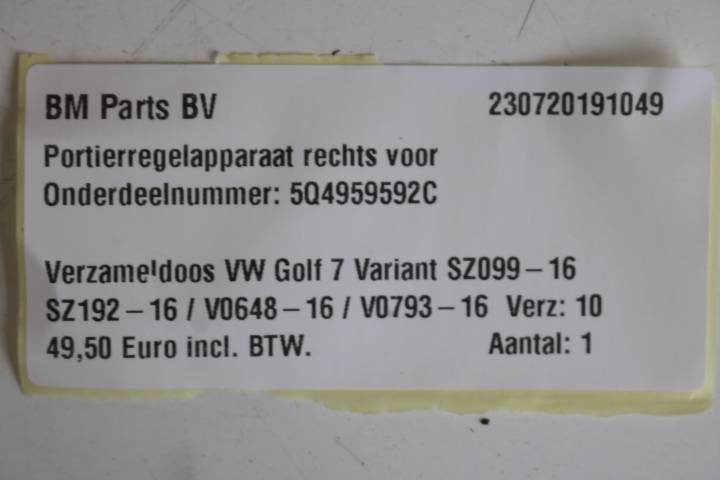 BM Parts BV 230720191049
Portierregelapparaat rechts voor
Onderdeelnummer: 5Q4959592C
Verzameldoos VW Golf 7 Variant SZ099-16
SZ192-16 / V0648-16 / V0793-16 Verz: 10
49,50 Euro incl. BTW. Aantal: 1